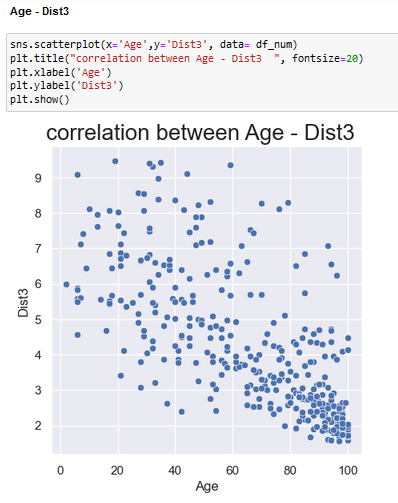 Age - Dist3
sns.scatterplot(x='Age',y='Dist3', data= df_num)
plt.title("correlation between Age - Dist3  ", fontsize=20)
plt.xlabel('Age')
plt.ylabel('Dist3')
plt.show()
correlation between Age - Dist3
9
8
7
6
5
4
3
2
Dist3
0 20 40 60 80 100
Age